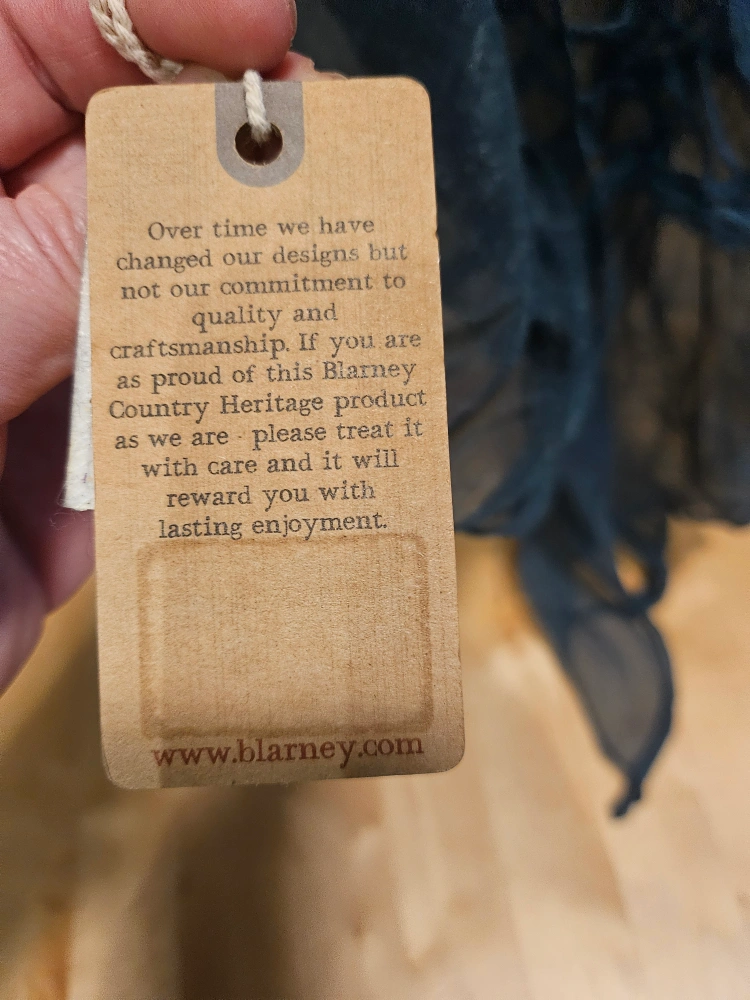 Over time we have
changed our designs but
not our commitment to
quality and
craftsmanship. If you are
as proud of this Blarney
Country Heritage product
as we are - please treat it
with care and it will
reward you with
lasting enjoyment.
www.blarney.com